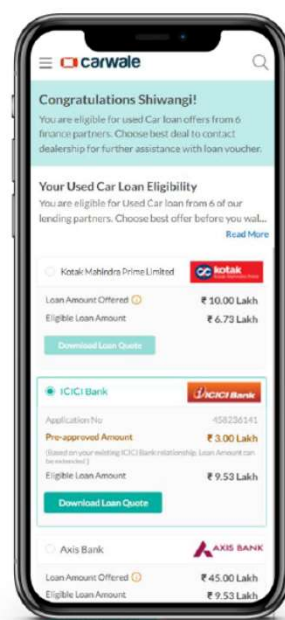 carwale
Congratulations Shiwangi!
You are eligible for used Car loan offers from 6
finance partners. Choose best deal to contact
dealership for further assistance with loan voucher.
Your Used Car Loan Eligibility
You are eligible for Used Car loan from 6 of our
lending partners. Choose best offer before you wal...
Read More
Kotak Mahindra Prime Limited kotak
Loan Amount Offered ₹ 10.00 Lakh
Eligible Loan Amount ₹ 6.73 Lakh
Download Loan Quote
ICICI Bank ICICI Bank
Application No 458236141
Pre-approved Amount ₹ 3.00 Lakh
(Based on your existing ICICI Bank relationship, Loan Amount can
be extended )
Eligible Loan Amount ₹ 9.53 Lakh
Download Loan Quote
Axis Bank AXIS BANK
Loan Amount Offered ₹ 45.00 Lakh
Eligible Loan Amount ₹ 9.53 Lakh